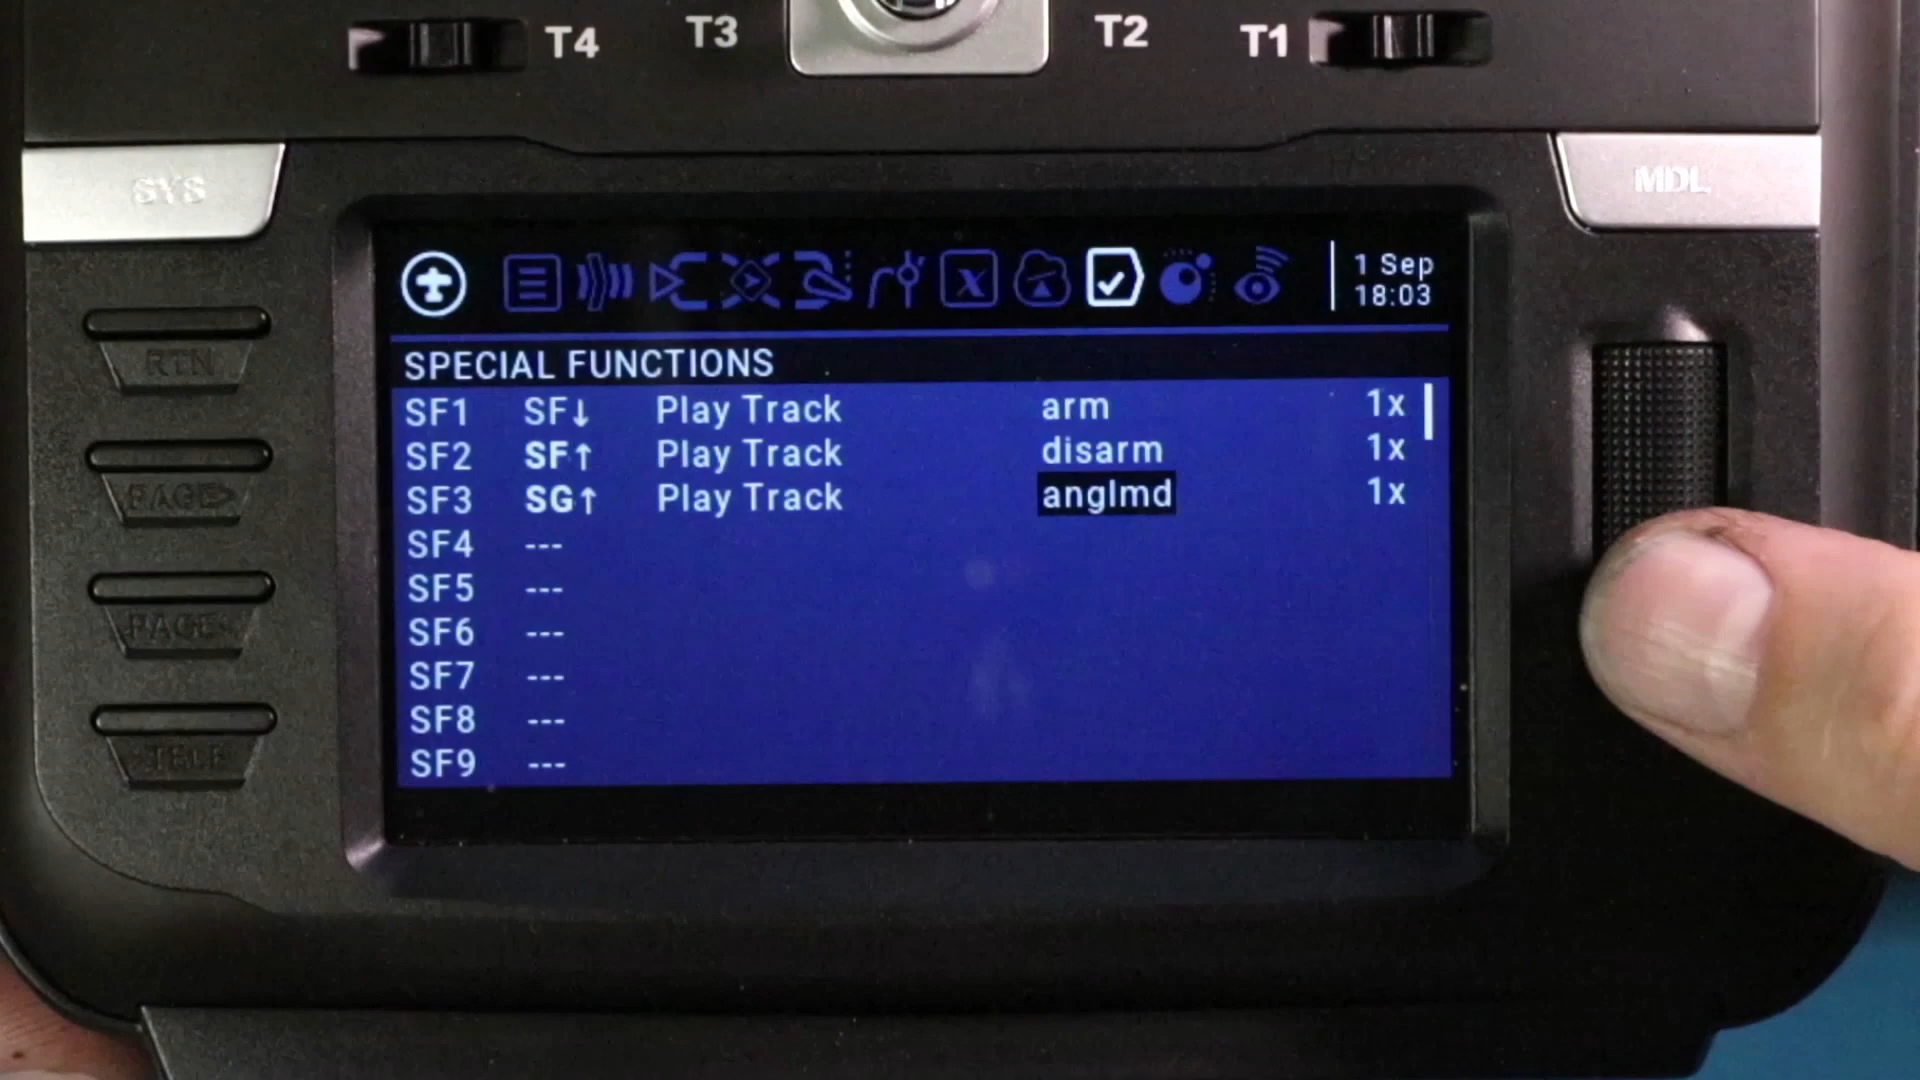 T4 T3 T2 T1
SYS MDL
1 Sep
18:03
SPECIAL FUNCTIONS
SF1 SF↓ Play Track arm 1x
SF2 SF↑ Play Track disarm 1x
SF3 SG↑ Play Track anglmd 1x
SF4 ---
SF5 ---
SF6 ---
SF7 ---
SF8 ---
SF9 ---
RTN
PAGE>
PAGE<
TELE